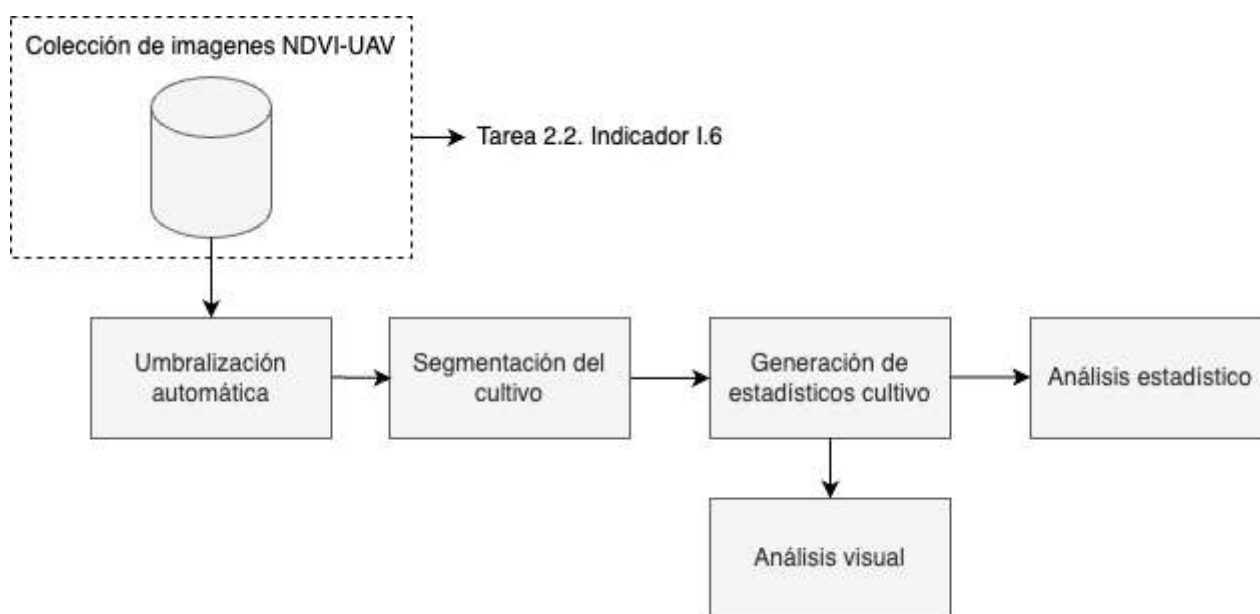 Colección de imagenes NDVI-UAV
Tarea 2.2. Indicador I.6
Umbralización
automática
Segmentación del
cultivo
Generación de
estadísticos cultivo
Análisis estadístico
Análisis visual